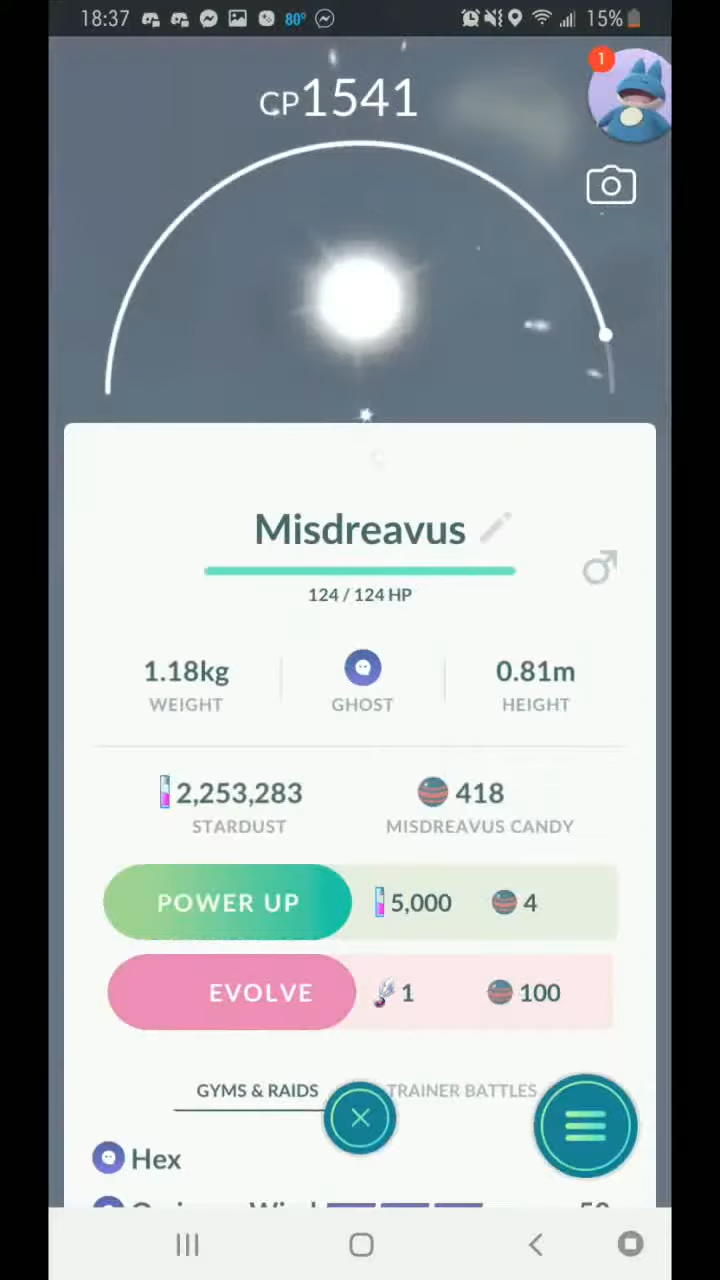 18:37 80° 15%
1
CP1541
Misdreavus
124 / 124 HP
1.18kg 0.81m
WEIGHT GHOST HEIGHT
2,253,283 418
STARDUST MISDREAVUS CANDY
POWER UP 5,000 4
EVOLVE 1 100
GYMS & RAIDS TRAINER BATTLES
Hex